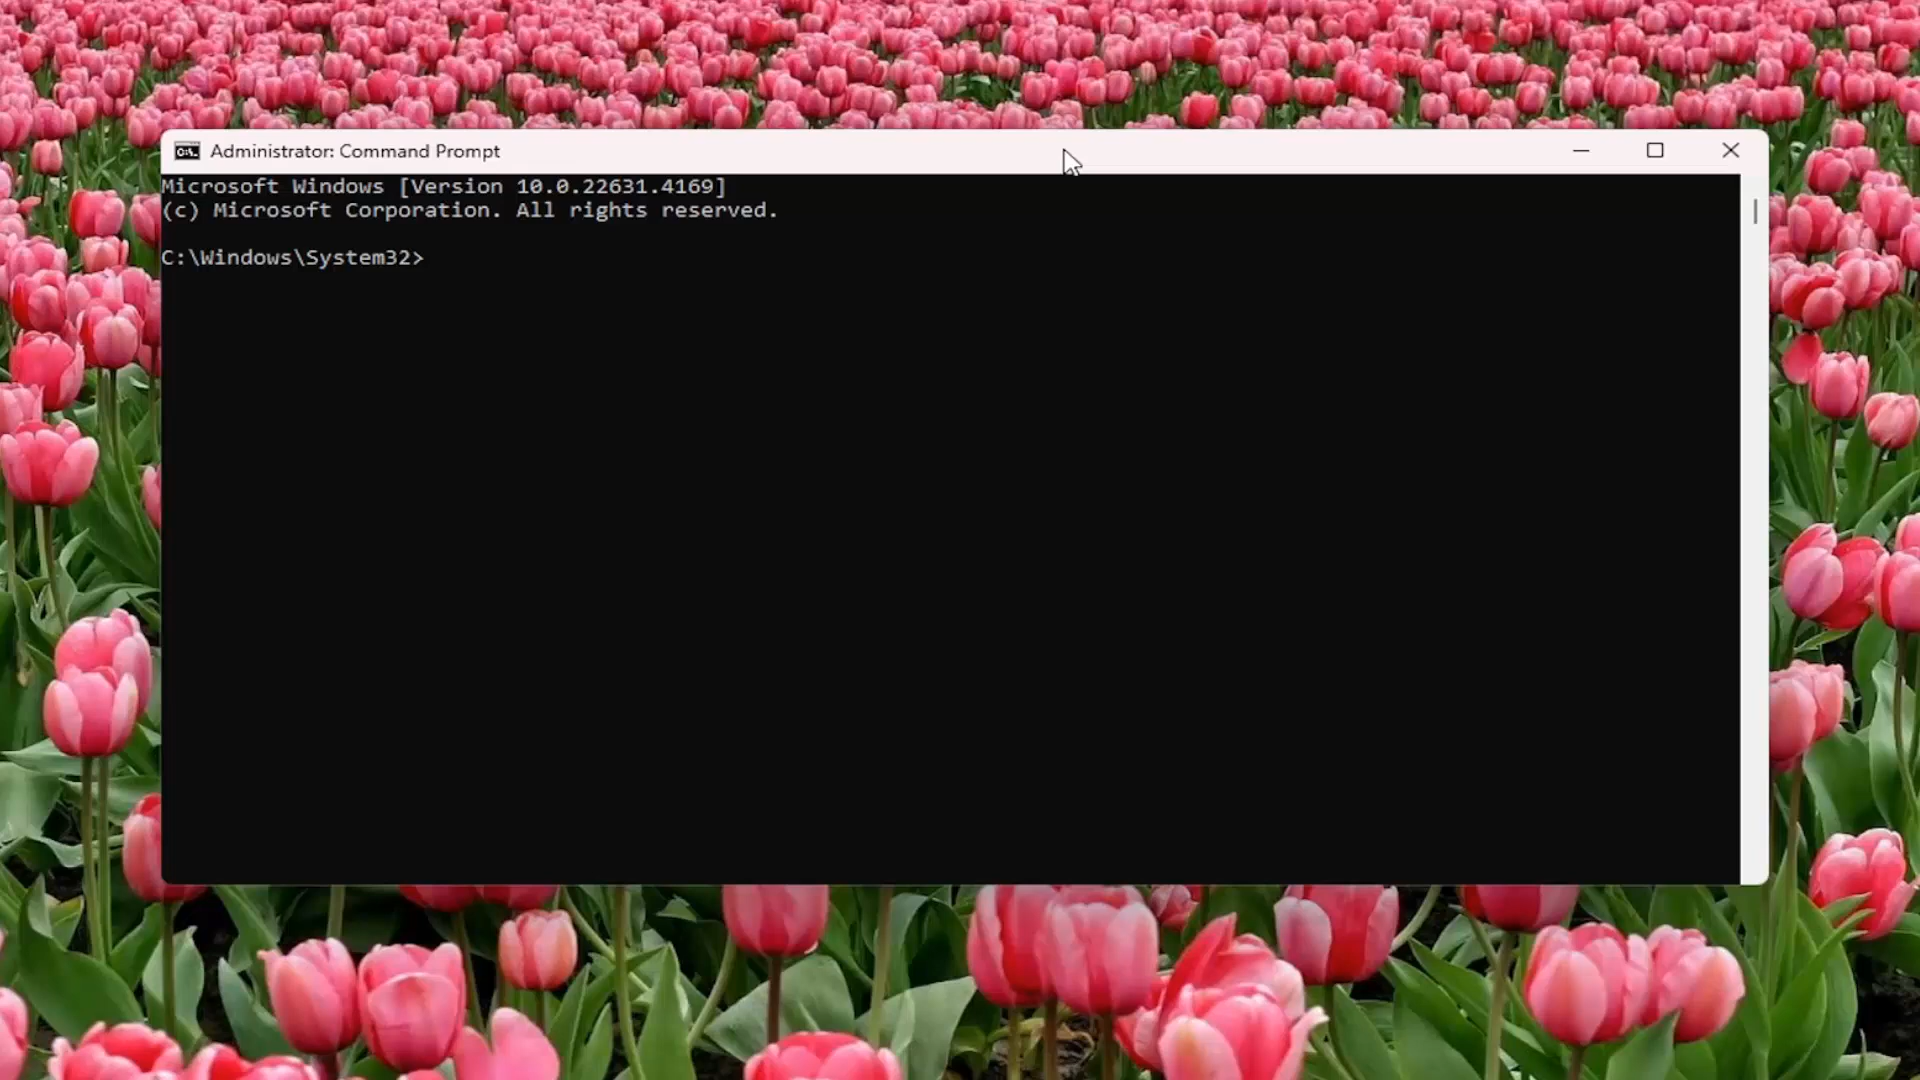 Administrator: Command Prompt
Microsoft Windows [Version 10.0.22631.4169]
(c) Microsoft Corporation. All rights reserved.
C:\Windows\System32>